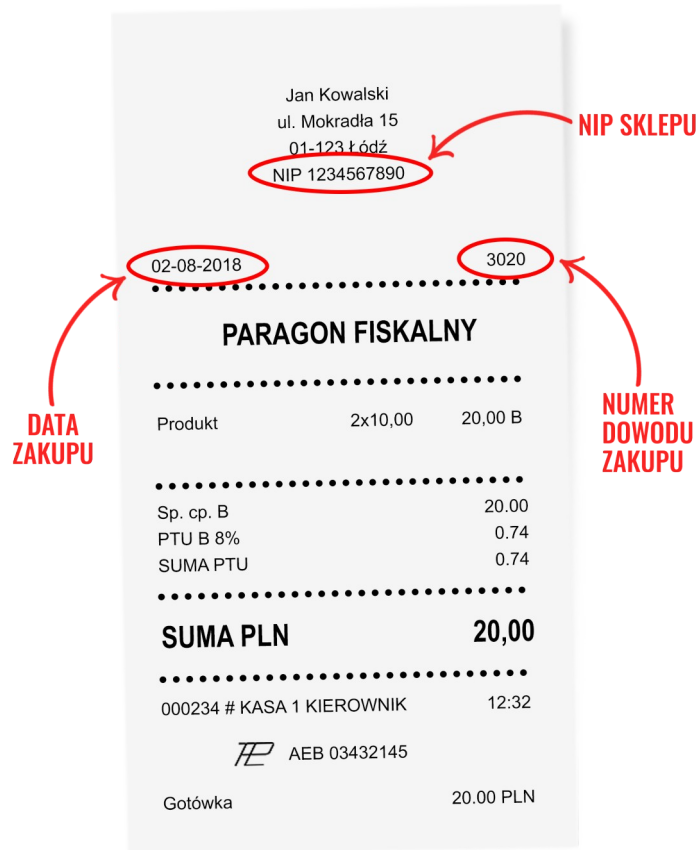 Jan Kowalski
ul. Mokradła 15
01-123 Łódź
NIP 1234567890
NIP SKLEPU
02-08-2018 3020
PARAGON FISKALNY
DATA
ZAKUPU
NUMER
DOWODU
ZAKUPU
Produkt 2x10,00 20,00 B
Sp. cp. B 20.00
PTU B 8% 0.74
SUMA PTU 0.74
SUMA PLN 20,00
000234 # KASA 1 KIEROWNIK 12:32
AEB 03432145
Gotówka 20.00 PLN